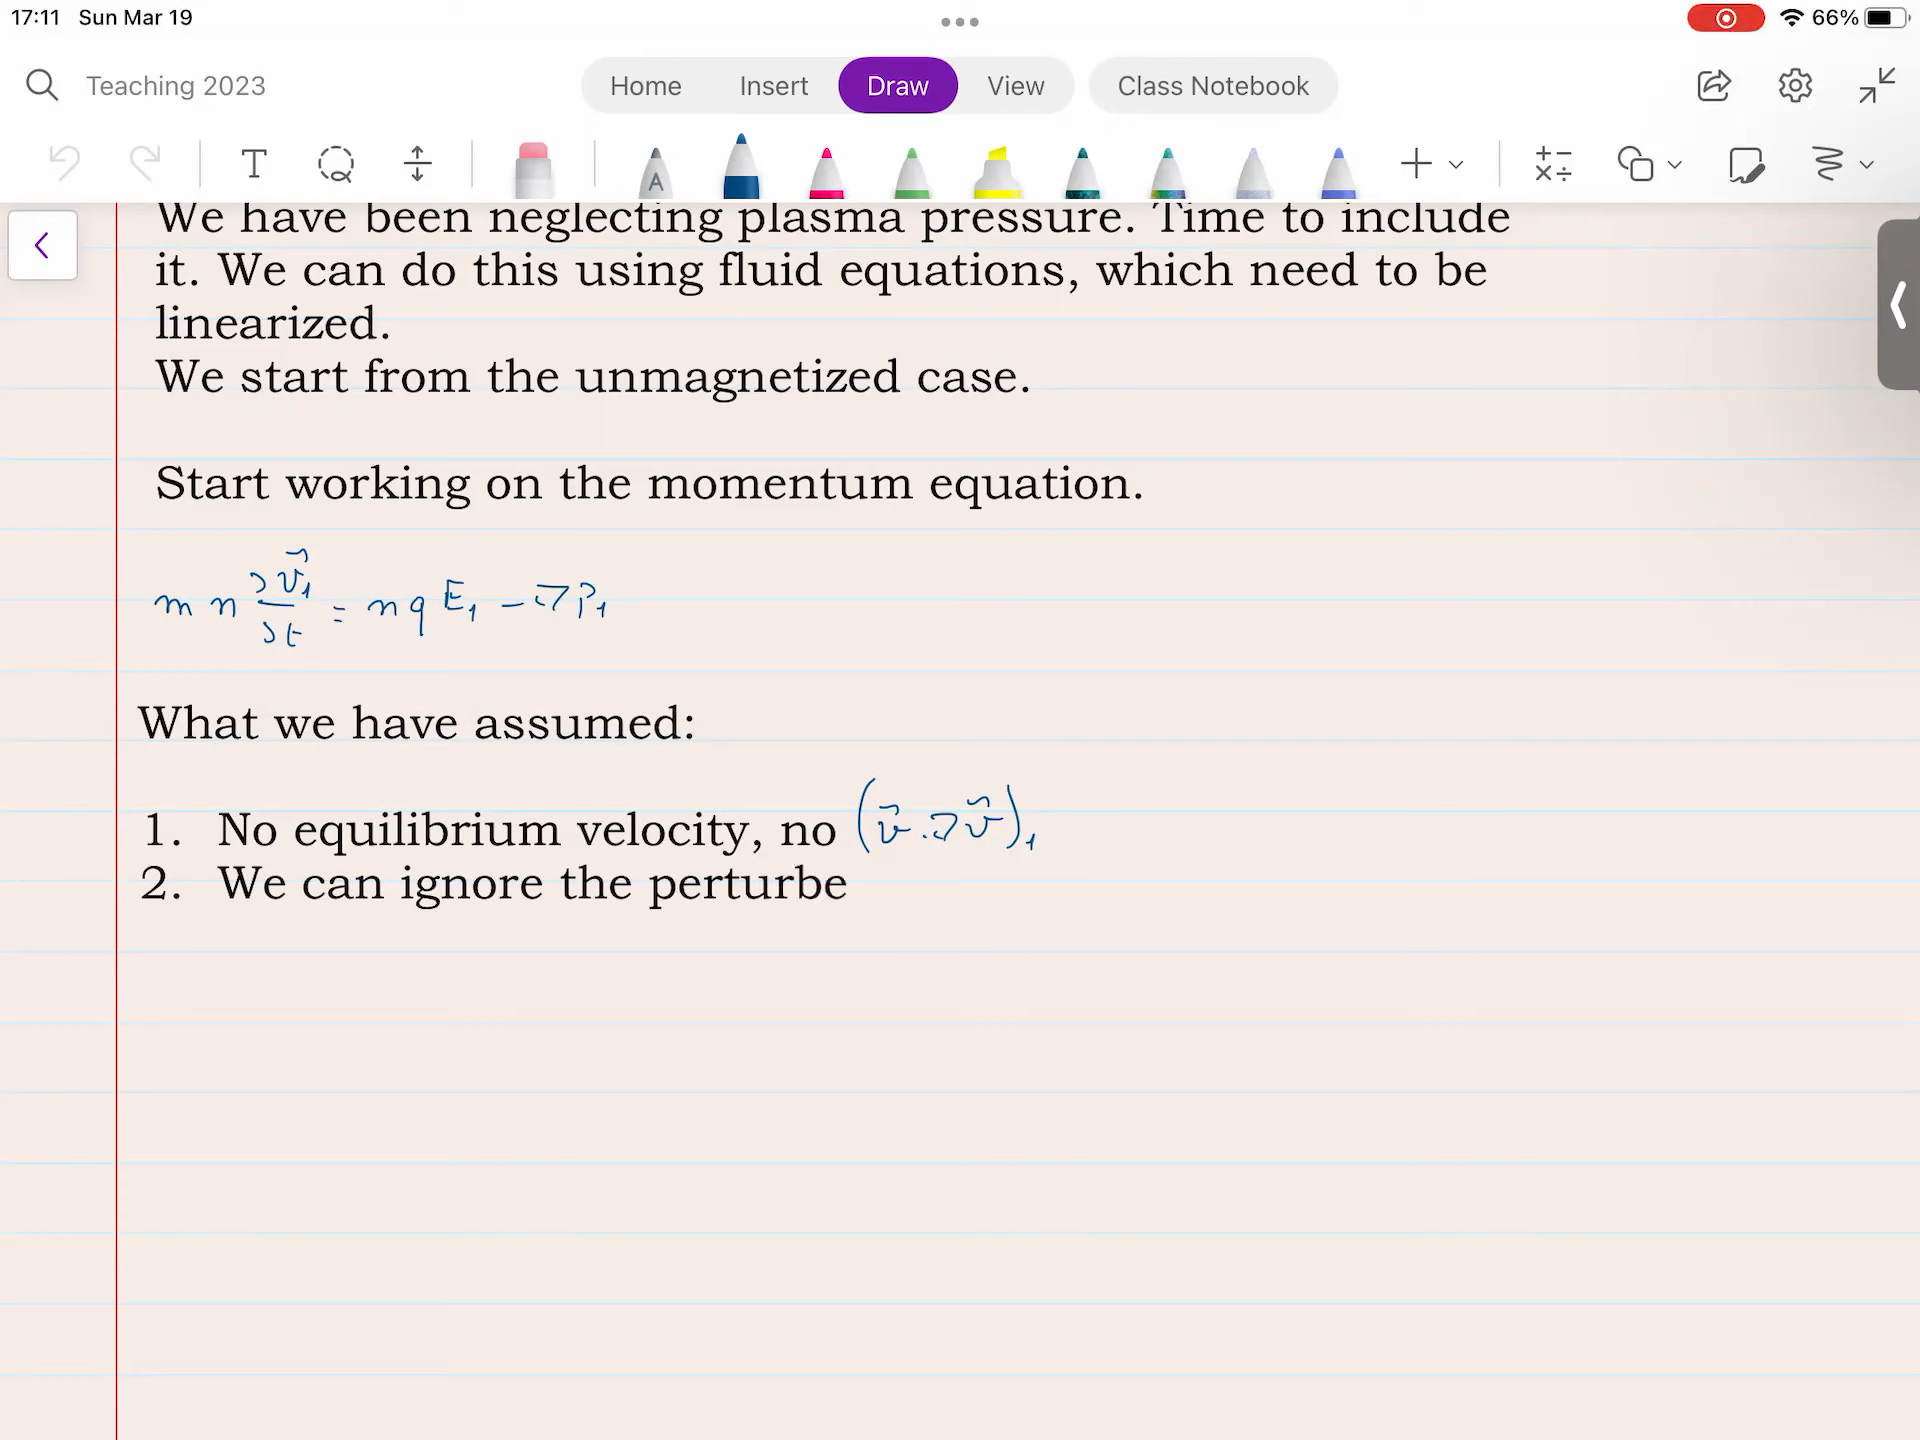 17:11 Sun Mar 19
66%
Teaching 2023
Home Insert Draw View Class Notebook
T
A
We have been neglecting plasma pressure. Time to include
it. We can do this using fluid equations, which need to be
linearized.
We start from the unmagnetized case.
Start working on the momentum equation.
m n ∂v⃗₁/∂t = n q E₁ − ∇P₁
What we have assumed:
1. No equilibrium velocity, no (v⃗ · ∇v⃗)₁
2. We can ignore the perturbe